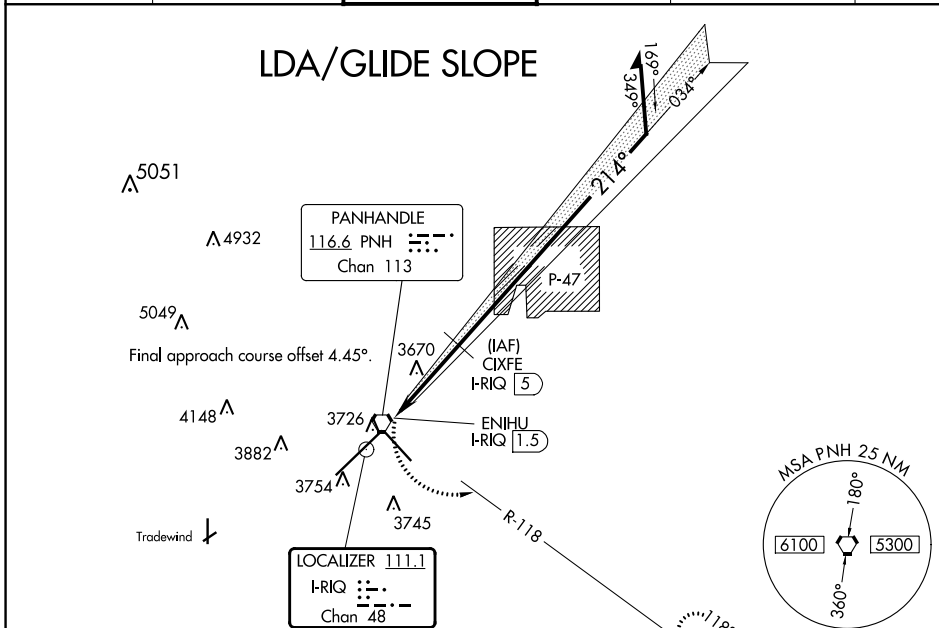 LDA/GLIDE SLOPE
169°
349°
034°
214°
5051
PANHANDLE
116.6 PNH
Chan 113
4932
P-47
5049
Final approach course offset 4.45°.
3670
(IAF)
CIXFE
I-RIQ 5
4148
3726
ENIHU
I-RIQ 1.5
3882
3754
3745
MSA PNH 25 NM
180°
R-118
Tradewind
6100
5300
LOCALIZER 111.1
I-RIQ
Chan 48
360°
118°